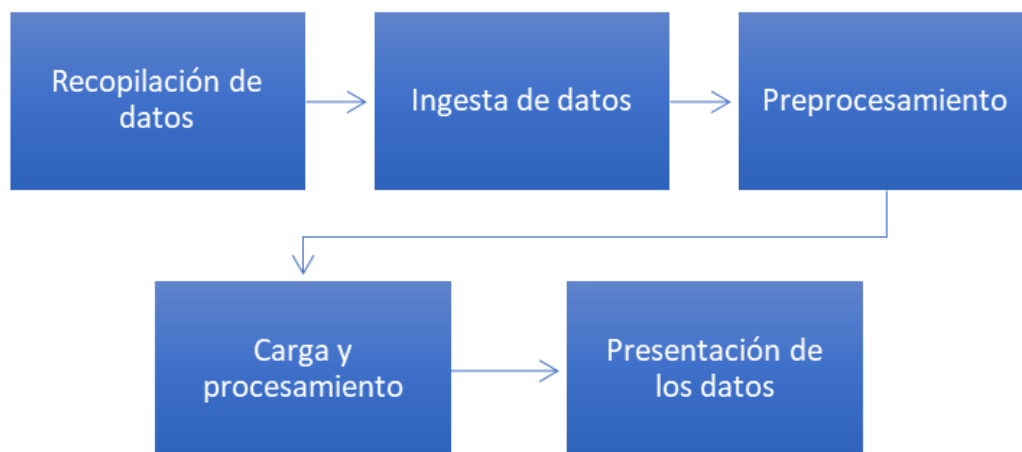 Recopilación de
datos
Ingesta de datos
Preprocesamiento
Carga y
procesamiento
Presentación de
los datos